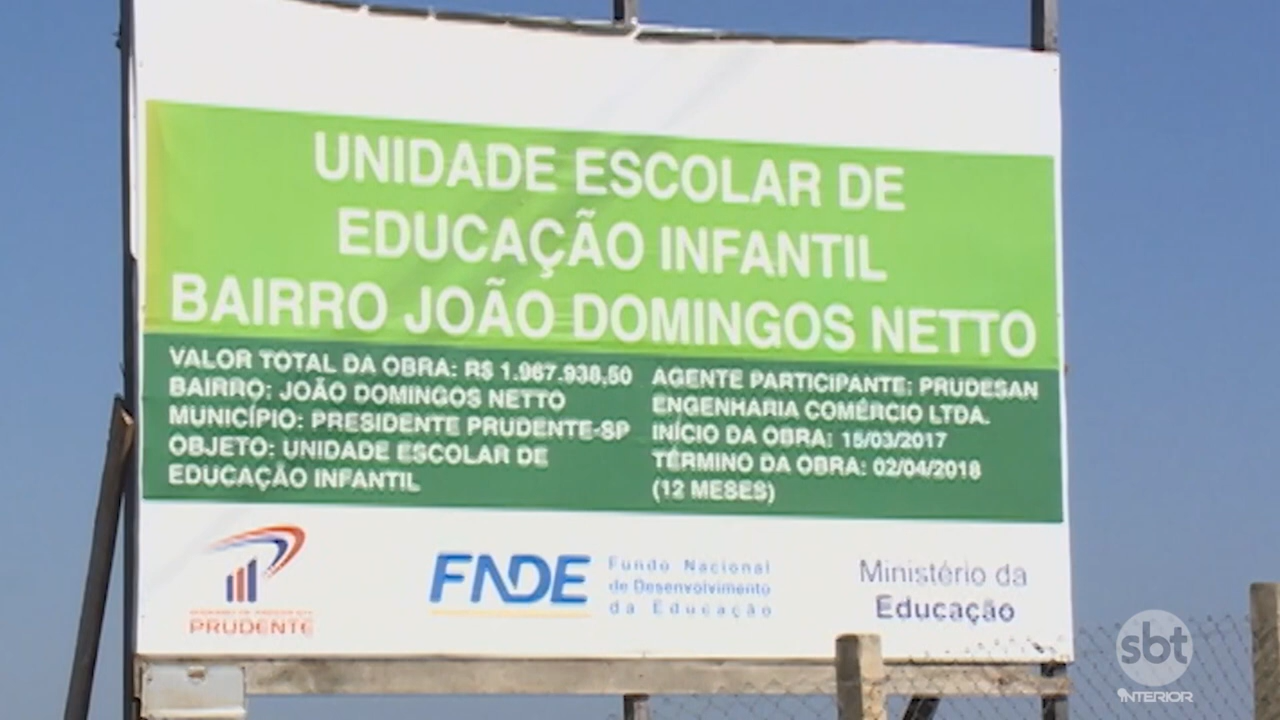 UNIDADE ESCOLAR DE
EDUCAÇÃO INFANTIL
BAIRRO JOÃO DOMINGOS NETTO
VALOR TOTAL DA OBRA: R$ 1.967.938,50
BAIRRO: JOÃO DOMINGOS NETTO
MUNICÍPIO: PRESIDENTE PRUDENTE-SP
OBJETO: UNIDADE ESCOLAR DE
EDUCAÇÃO INFANTIL
AGENTE PARTICIPANTE: PRUDESAN
ENGENHARIA COMÉRCIO LTDA.
INÍCIO DA OBRA: 15/03/2017
TÉRMINO DA OBRA: 02/04/2018
(12 MESES)
PRUDENTE
FNDE
Fundo Nacional
de Desenvolvimento
da Educação
Ministério da
Educação
sbt
INTERIOR